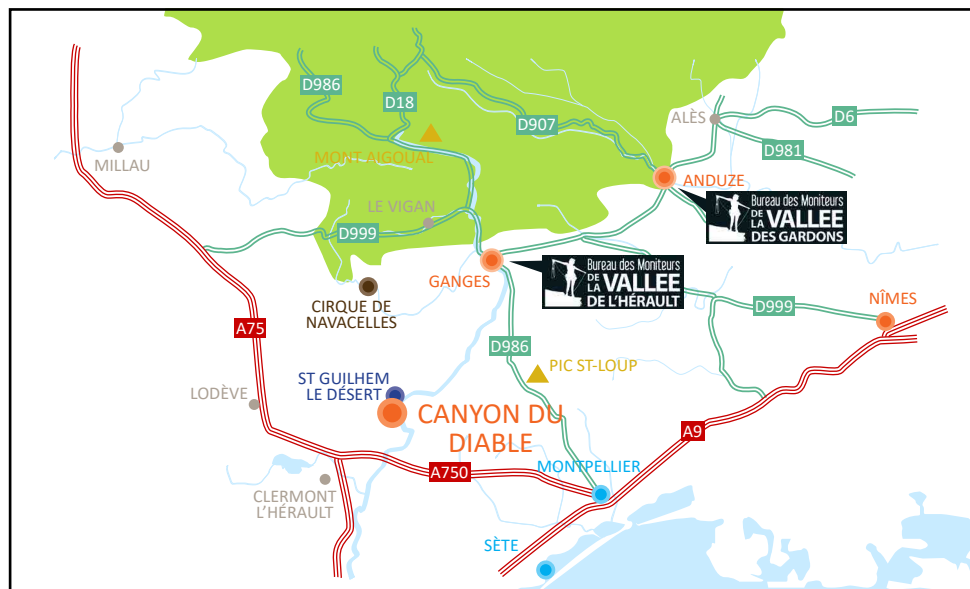 D986
D18
D907
ALÈS
D6
D981
MONT AIGOUAL
MILLAU
ANDUZE
Bureau des Moniteurs
DE LA VALLEE
DES GARDONS
LE VIGAN
D999
GANGES
Bureau des Moniteurs
DE LA VALLEE
DE L'HÉRAULT
CIRQUE DE
NAVACELLES
NÎMES
D999
A75
D986
PIC ST-LOUP
ST GUILHEM
LE DÉSERT
LODÈVE
CANYON DU
DIABLE
A9
A750
MONTPELLIER
CLERMONT
L'HÉRAULT
SÈTE